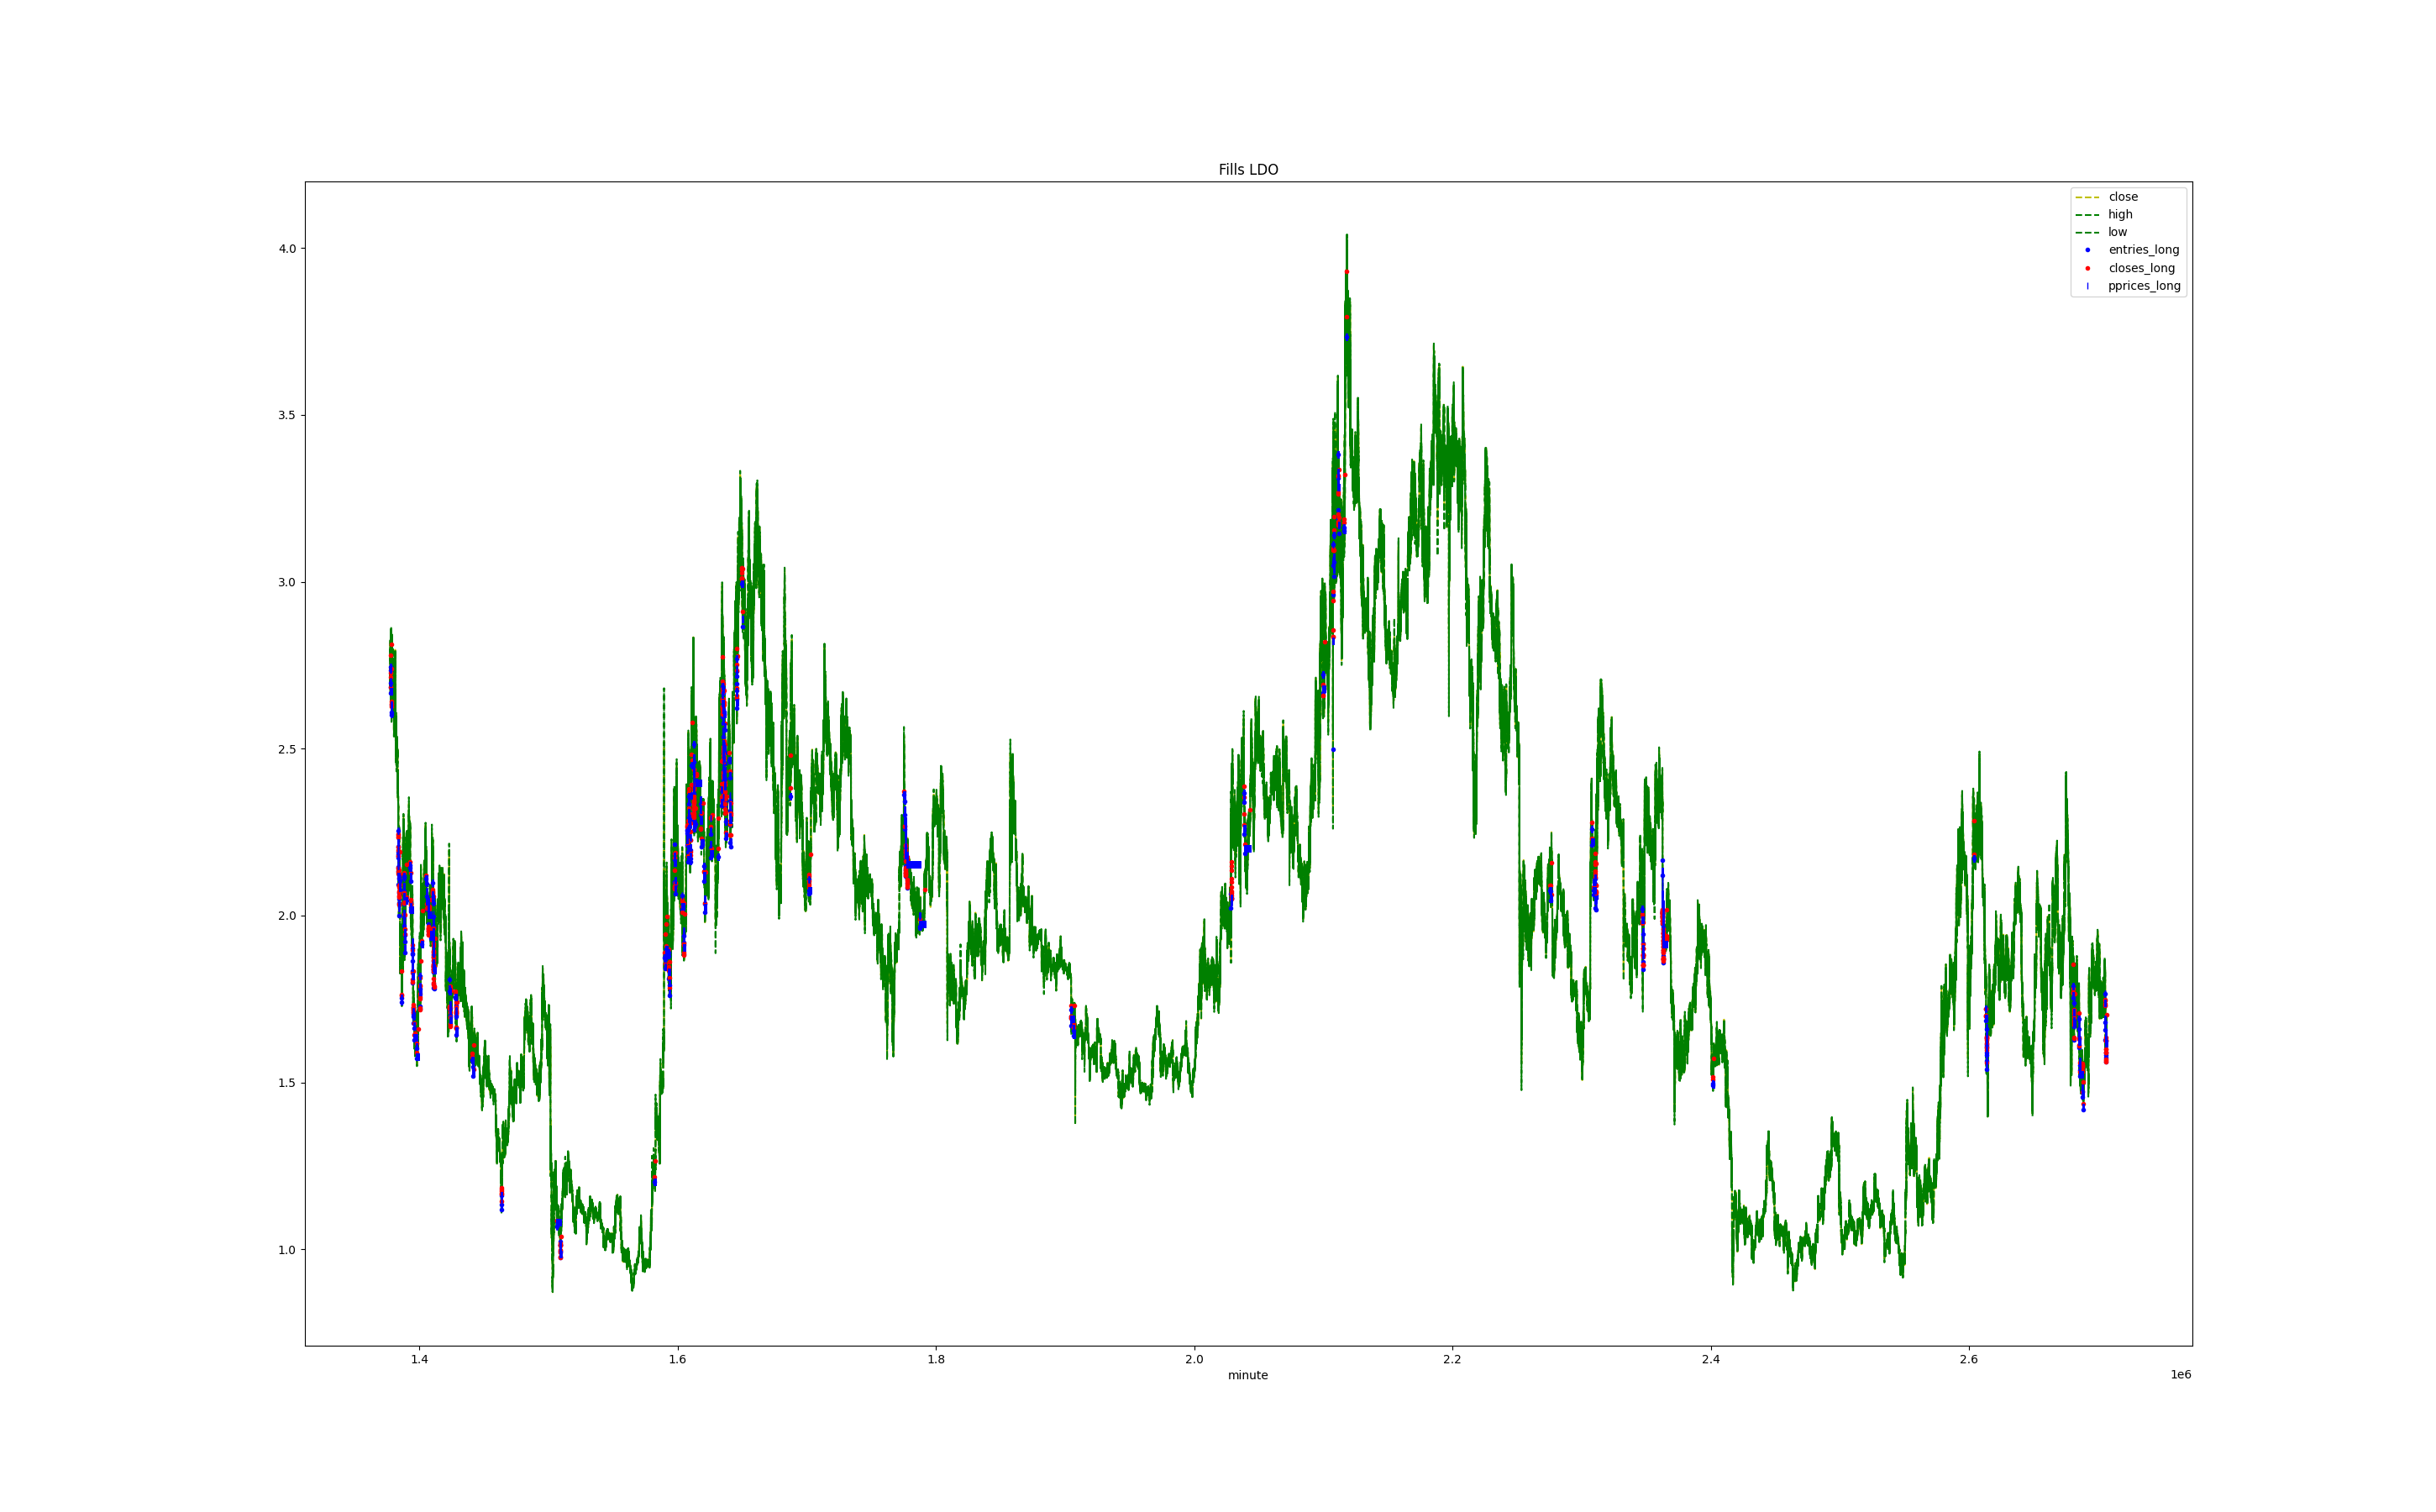 Fills LDO
close
high
low
entries_long
closes_long
pprices_long
4.0
3.5
3.0
2.5
2.0
1.5
1.0
1.4 1.6 1.8 2.0 2.2 2.4 2.6
minute
1e6